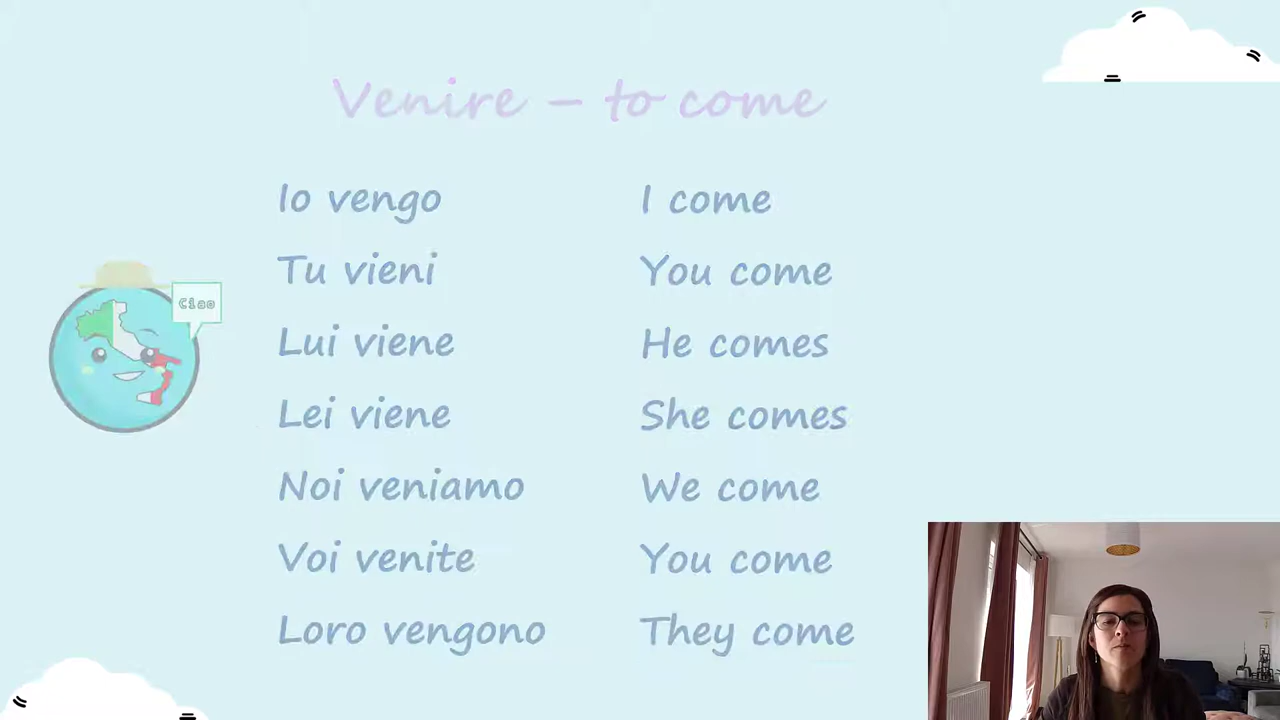 Venire – to come
Io vengo I come
Tu vieni You come
Ciao
Lui viene He comes
Lei viene She comes
Noi veniamo We come
Voi venite You come
Loro vengono They come